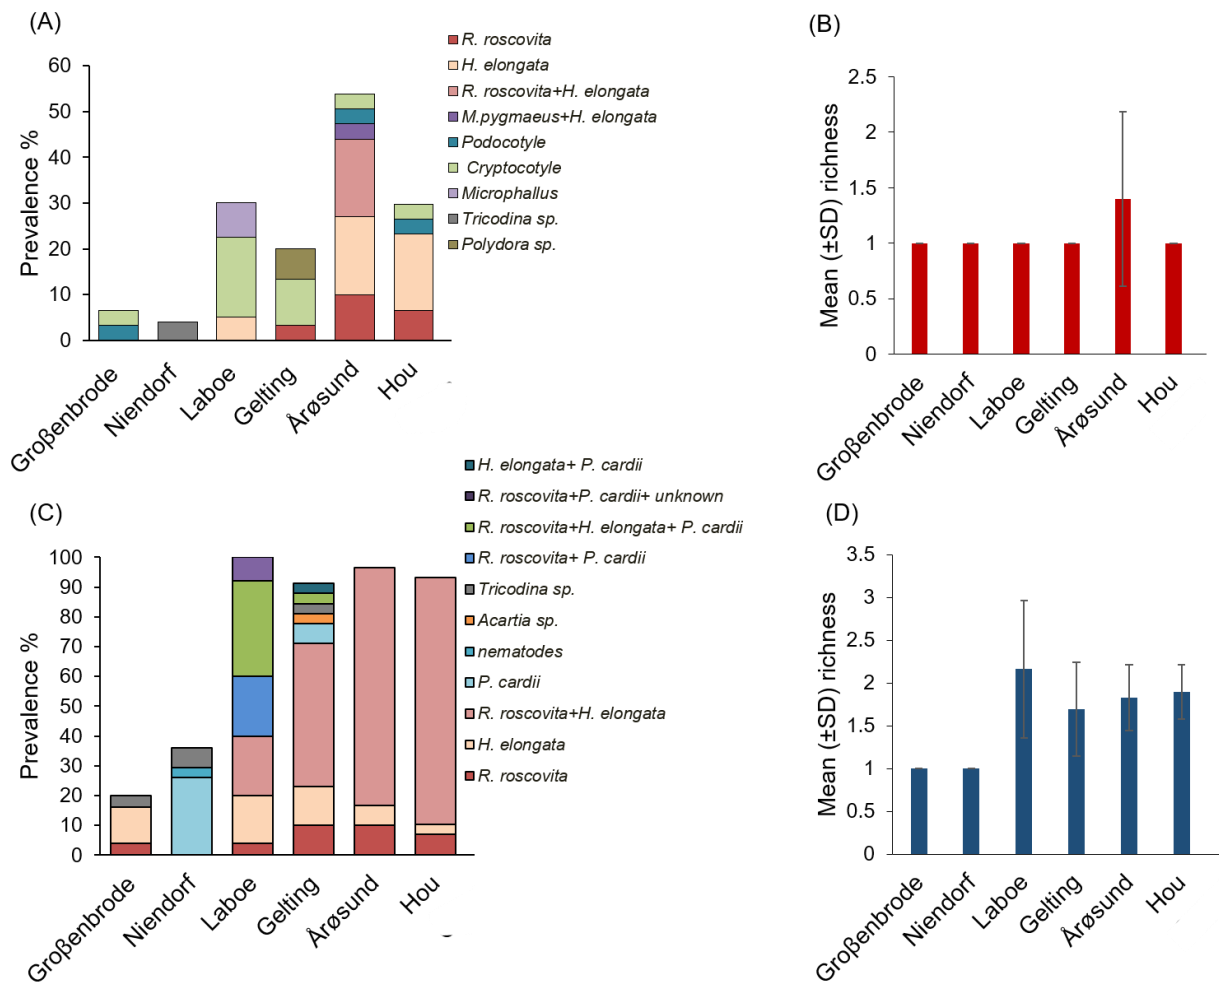 (A)
Prevalence %
60
50
40
30
20
10
0
Großenbrode
Niendorf
Laboe
Gelting
Årøsund
Hou
R. roscovita
H. elongata
R. roscovita+H. elongata
M.pygmaeus+H. elongata
Podocotyle
Cryptocotyle
Microphallus
Tricodina sp.
Polydora sp.
(B)
Mean (±SD) richness
2.5
2
1.5
1
0.5
0
Großenbrode
Niendorf
Laboe
Gelting
Årøsund
Hou
(C)
Prevalence %
100
90
80
70
60
50
40
30
20
10
0
Großenbrode
Niendorf
Laboe
Gelting
Årøsund
Hou
H. elongata+ P. cardii
R. roscovita+P. cardii+ unknown
R. roscovita+H. elongata+ P. cardii
R. roscovita+ P. cardii
Tricodina sp.
Acartia sp.
nematodes
P. cardii
R. roscovita+H. elongata
H. elongata
R. roscovita
(D)
Mean (±SD) richness
3.5
3
2.5
2
1.5
1
0.5
0
Großenbrode
Niendorf
Laboe
Gelting
Årøsund
Hou